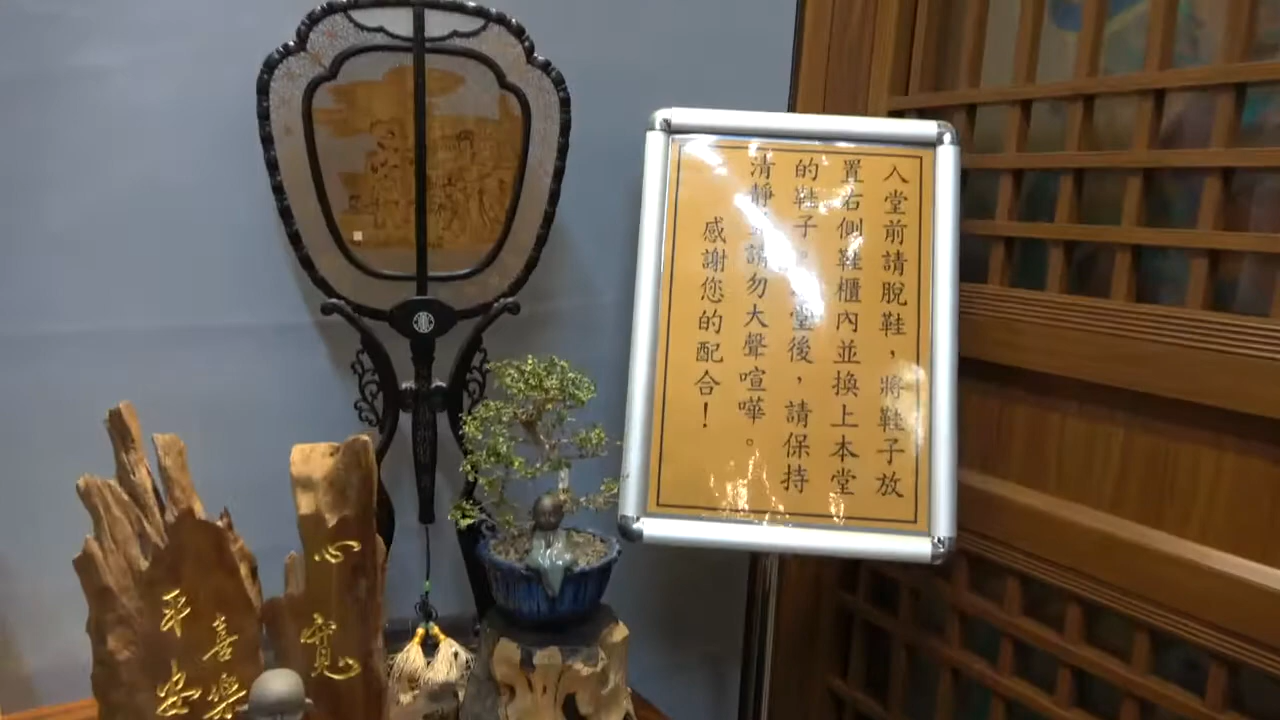 入堂前請脫鞋，將鞋子放
置右側鞋櫃內並換上本堂
的鞋子。堂後，請保持
清靜請勿大聲喧嘩。
感謝您的配合！
平安
喜樂
心寬